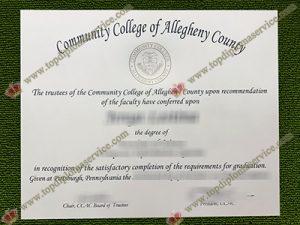 Community College of Allegheny County
The trustees of the Community College of Allegheny County upon recommendation
of the faculty have conferred upon
the degree of
in recognition of the satisfactory completion of the requirements for graduation.
Given at Pittsburgh, Pennsylvania the
Chair, CCAC Board of Trustees
President, CCAC
www.topdiplomaservice.com